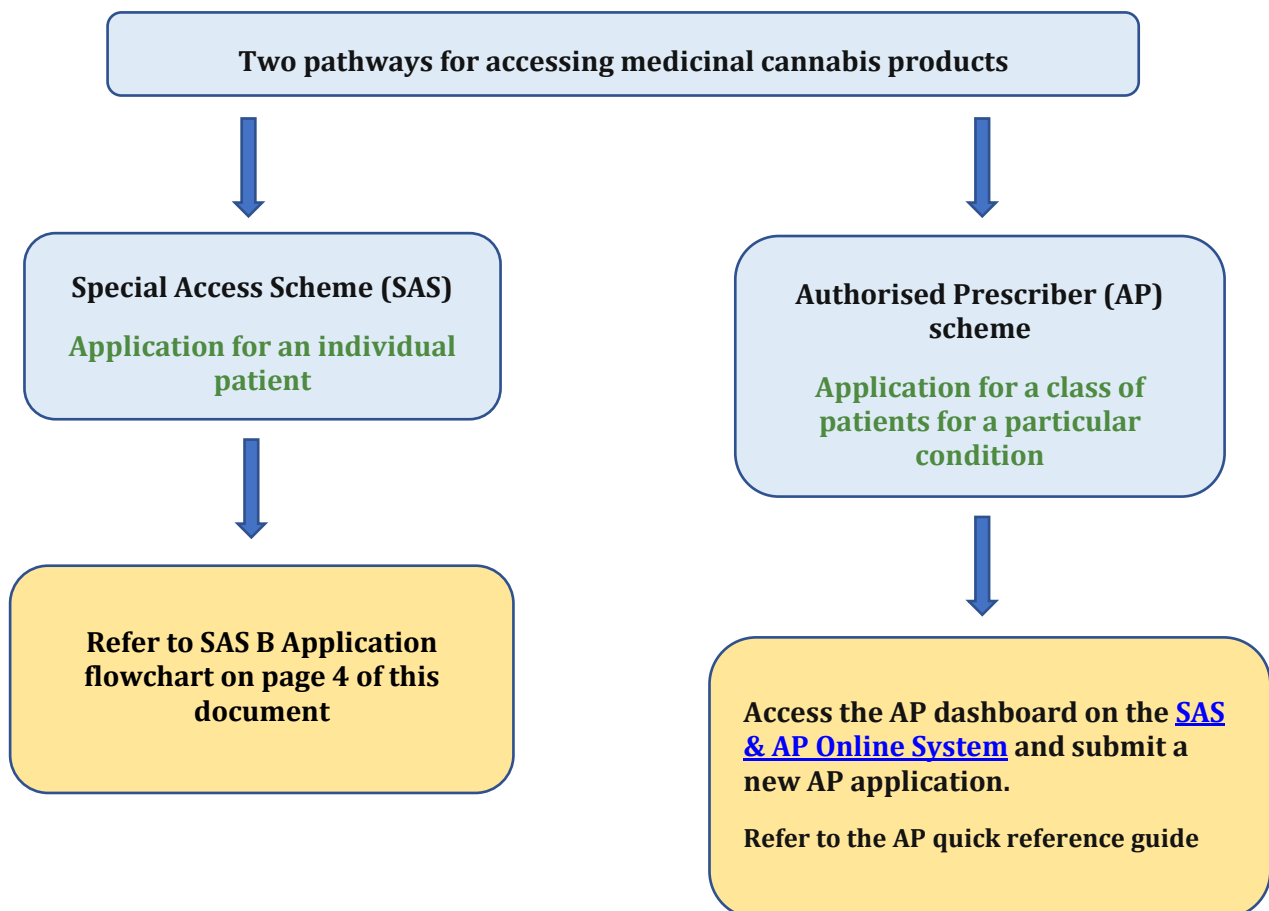 Two pathways for accessing medicinal cannabis products
Special Access Scheme (SAS)
Application for an individual
patient
Refer to SAS B Application
flowchart on page 4 of this
document
Authorised Prescriber (AP)
scheme
Application for a class of
patients for a particular
condition
Access the AP dashboard on the SAS
& AP Online System and submit a
new AP application.
Refer to the AP quick reference guide